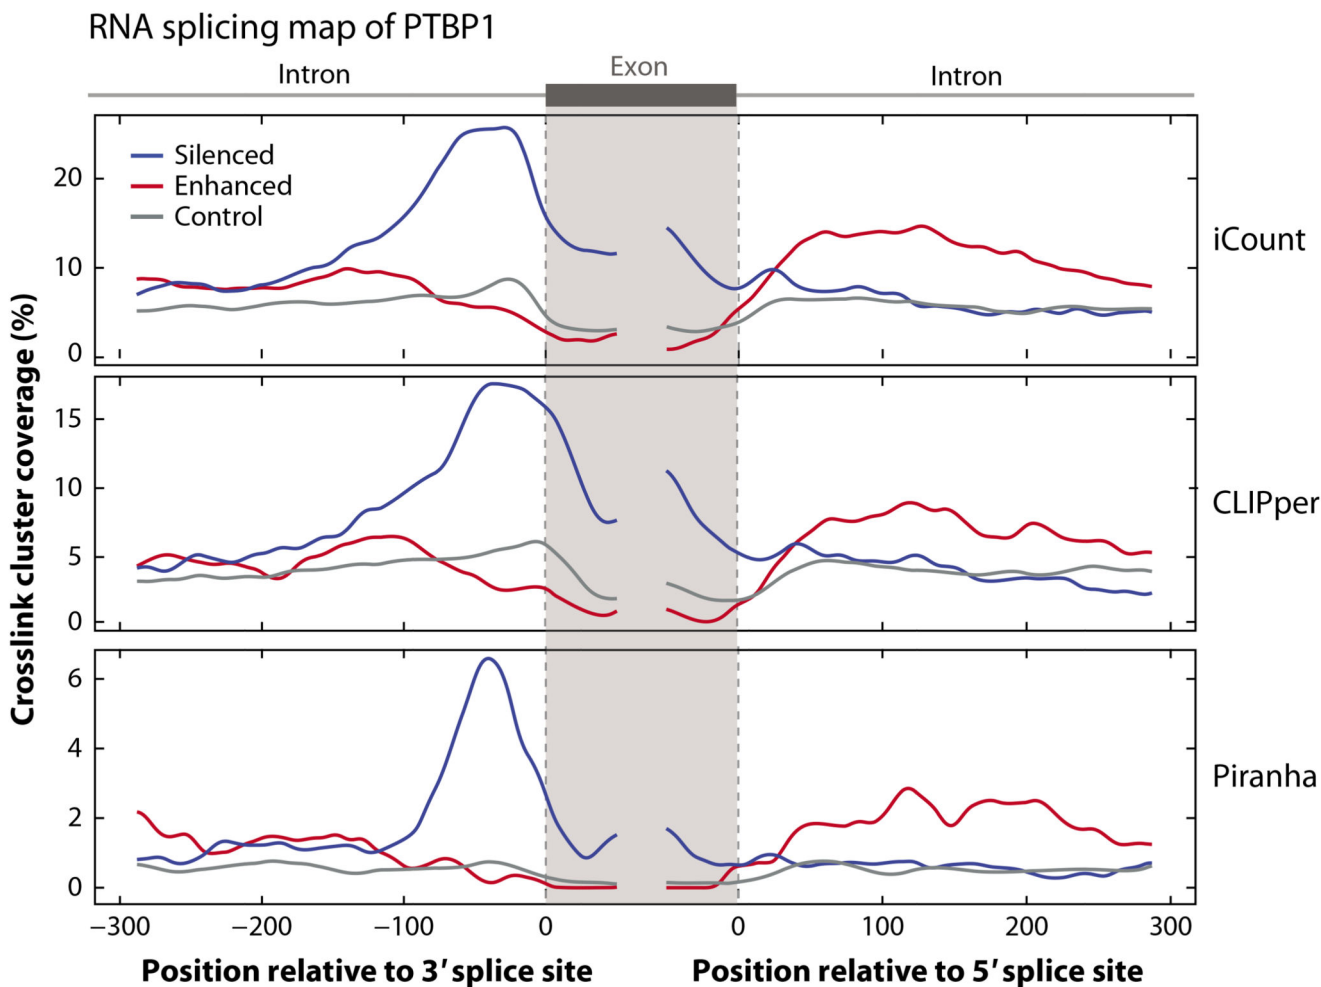 RNA splicing map of PTBP1
Intron
Exon
Intron
Silenced
Enhanced
Control
20
10
0
iCount
15
10
5
0
CLIPper
6
4
2
0
Piranha
Crosslink cluster coverage (%)
−300 −200 −100 0 0 100 200 300
Position relative to 3′ splice site
Position relative to 5′ splice site